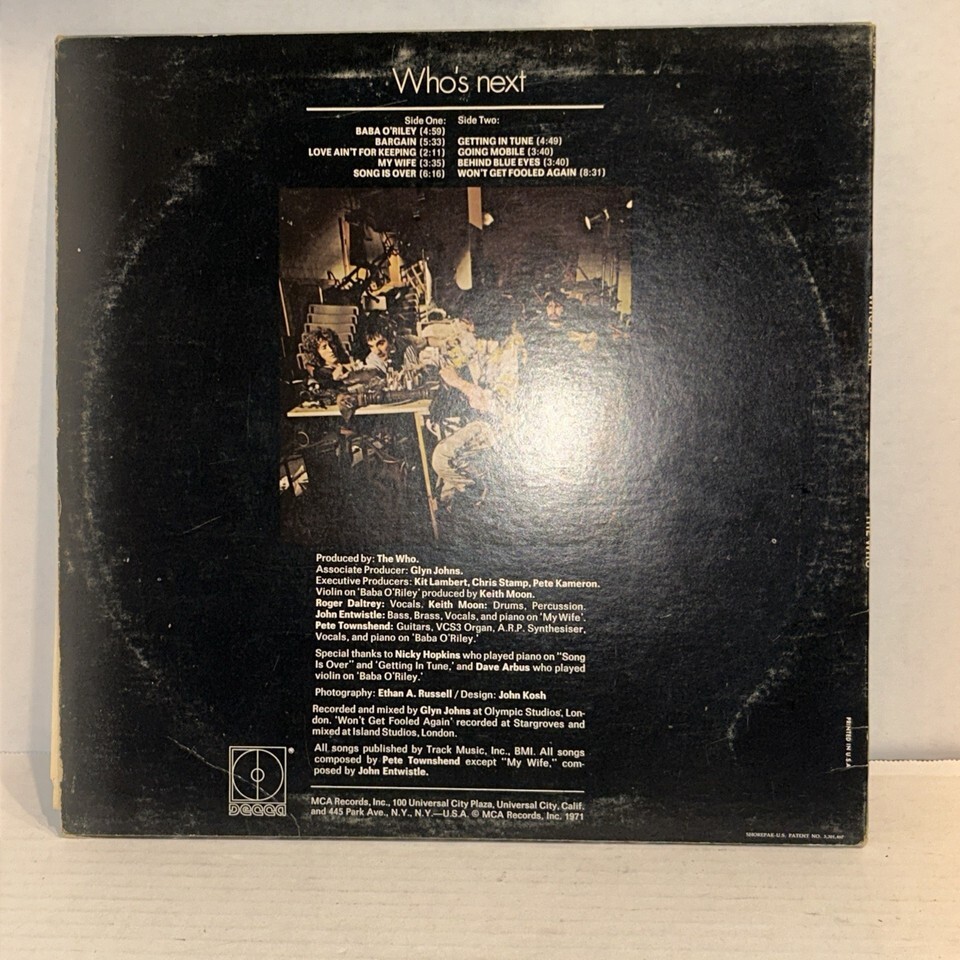 Who's next
Side One:
BABA O'RILEY (4:59)
BARGAIN (5:33)
LOVE AIN'T FOR KEEPING (2:11)
MY WIFE (3:35)
SONG IS OVER (6:16)
Side Two:
GETTING IN TUNE (4:49)
GOING MOBILE (3:40)
BEHIND BLUE EYES (3:40)
WON'T GET FOOLED AGAIN (8:31)
Produced by: The Who.
Associate Producer: Glyn Johns.
Executive Producers: Kit Lambert, Chris Stamp, Pete Kameron.
Violin on 'Baba O'Riley' produced by Keith Moon.
Roger Daltrey: Vocals, Keith Moon: Drums, Percussion.
John Entwistle: Bass, Brass, Vocals, and piano on 'My Wife'.
Pete Townshend: Guitars, VCS3 Organ, A.R.P. Synthesiser,
Vocals, and piano on 'Baba O'Riley.'
Special thanks to Nicky Hopkins who played piano on "Song
Is Over" and 'Getting In Tune,' and Dave Arbus who played
violin on 'Baba O'Riley.'
Photography: Ethan A. Russell / Design: John Kosh
Recorded and mixed by Glyn Johns at Olympic Studios, Lon-
don. 'Won't Get Fooled Again' recorded at Stargroves and
mixed at Island Studios, London.
All songs published by Track Music, Inc., BMI. All songs
composed by Pete Townshend except "My Wife," com-
posed by John Entwistle.
DECCA ®
MCA Records, Inc., 100 Universal City Plaza, Universal City, Calif.
and 445 Park Ave., N.Y., N.Y.—U.S.A. © MCA Records, Inc. 1971
PRINTED IN U.S.A.
SHOREPAK-U.S. PATENT NO.